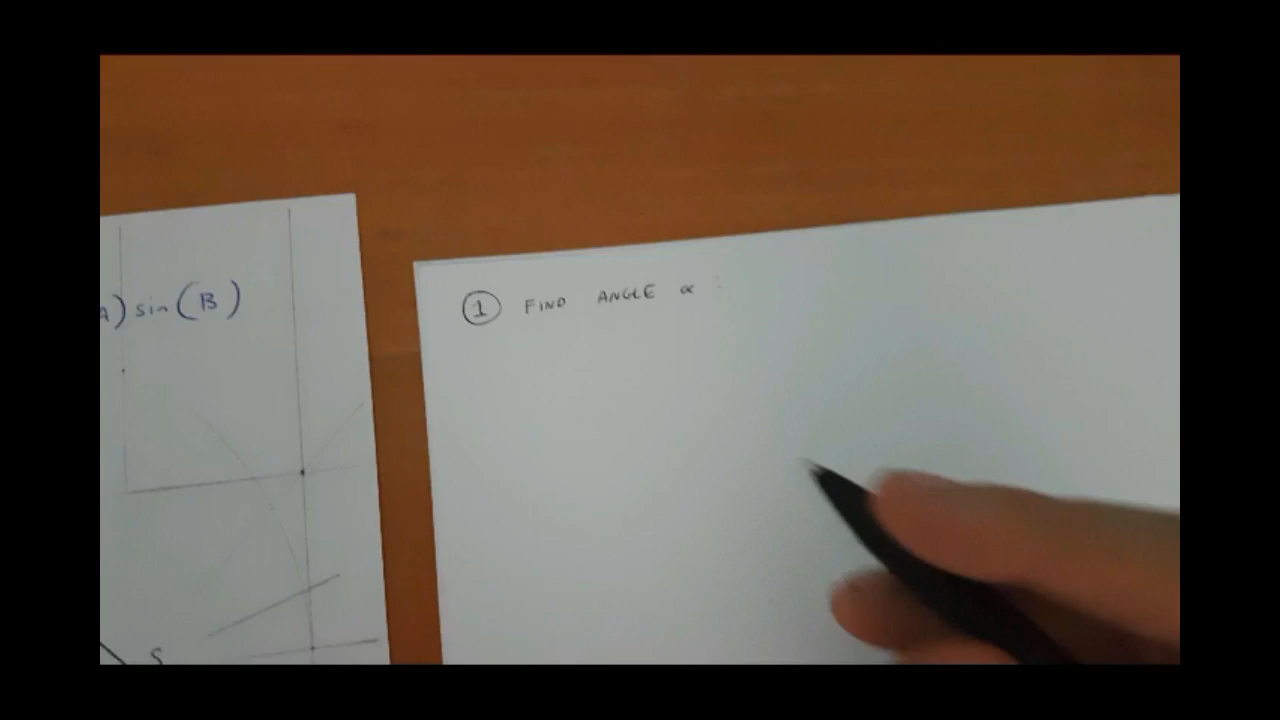 A) sin(B)
① FIND ANGLE ∝ :
S